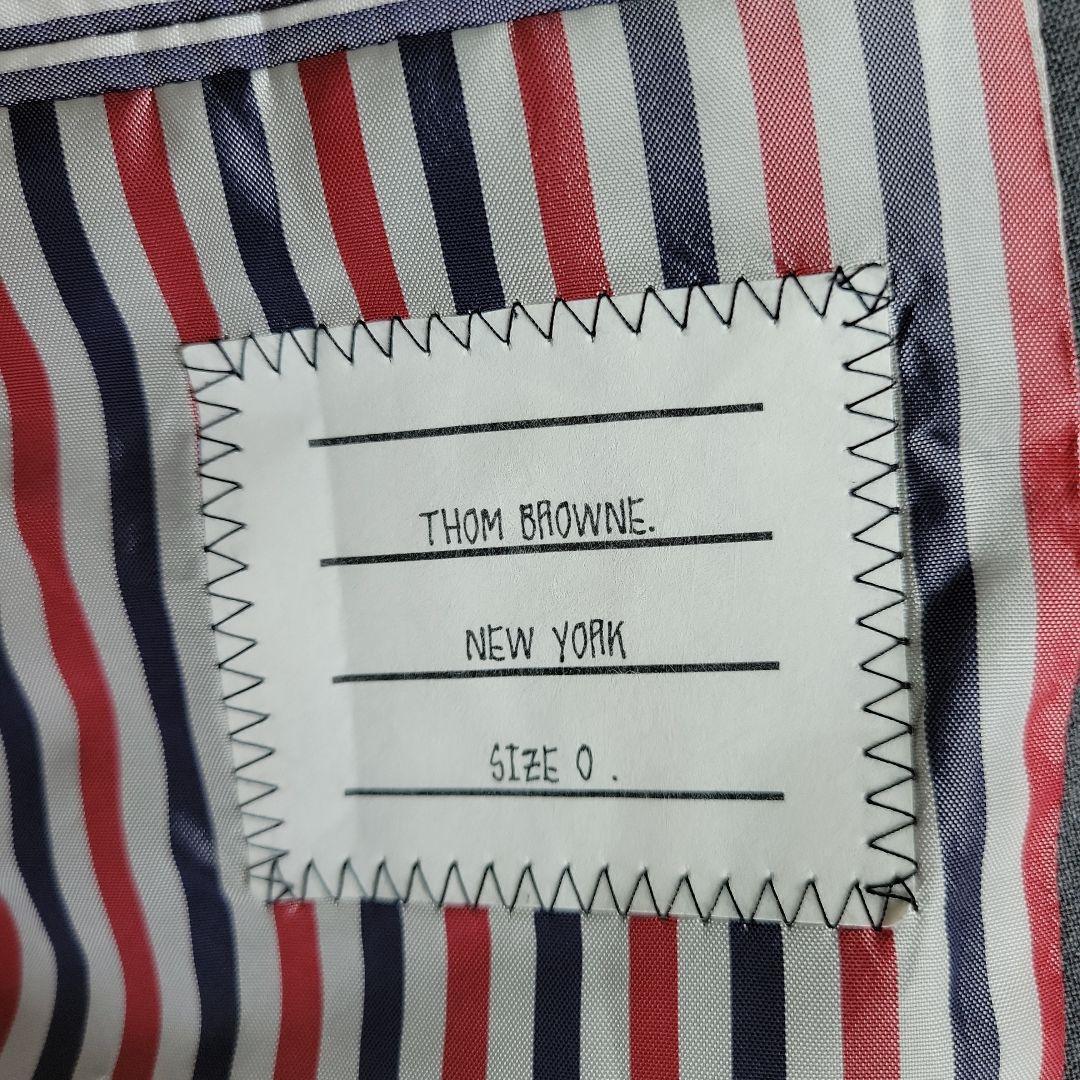 THOM BROWNE.
NEW YORK
SIZE 0 .